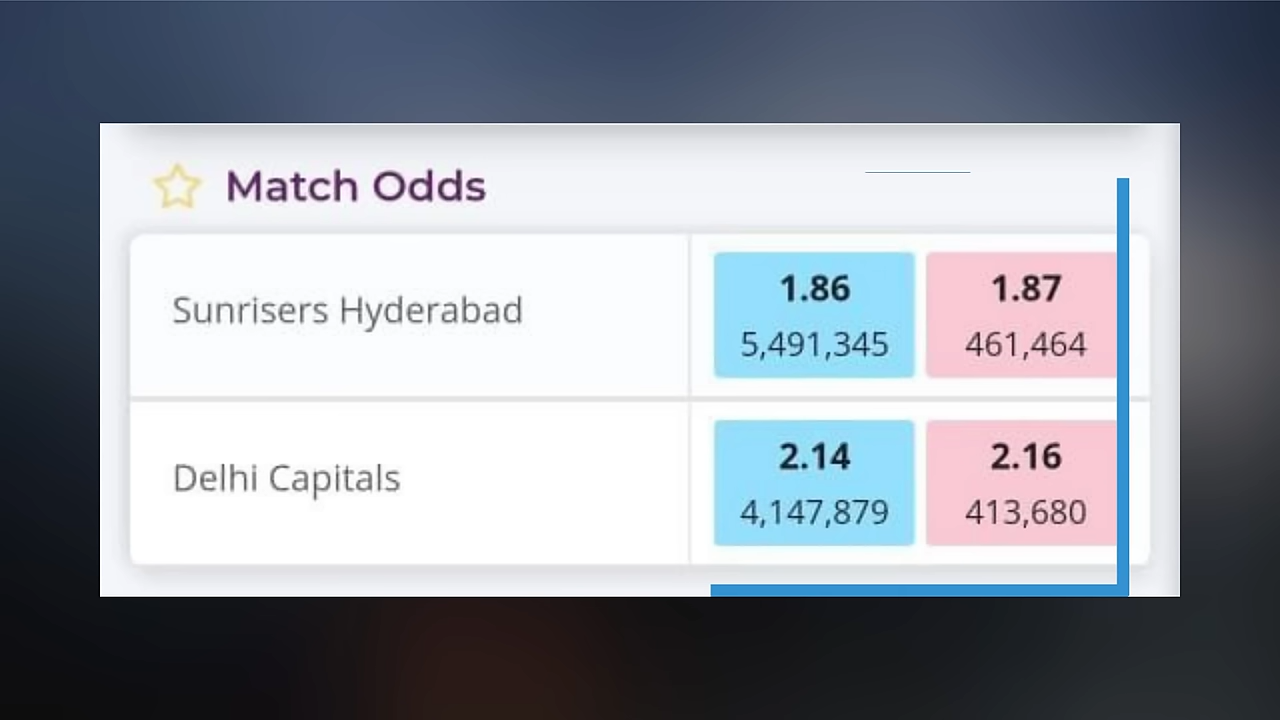 Match Odds
Sunrisers Hyderabad
1.86 1.87
5,491,345 461,464
Delhi Capitals
2.14 2.16
4,147,879 413,680